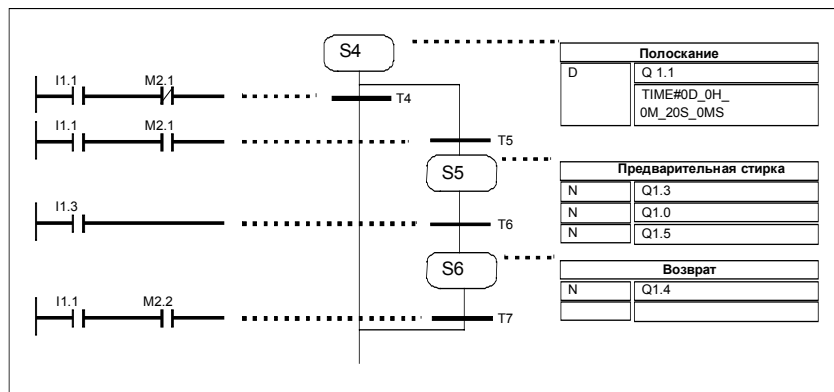 S4
Полоскание
D
Q 1.1
TIME#0D_0H_
0M_20S_0MS
I1.1
M2.1
T4
I1.1
M2.1
T5
S5
Предварительная стирка
N
Q1.3
N
Q1.0
N
Q1.5
I1.3
T6
S6
Возврат
N
Q1.4
I1.1
M2.2
T7